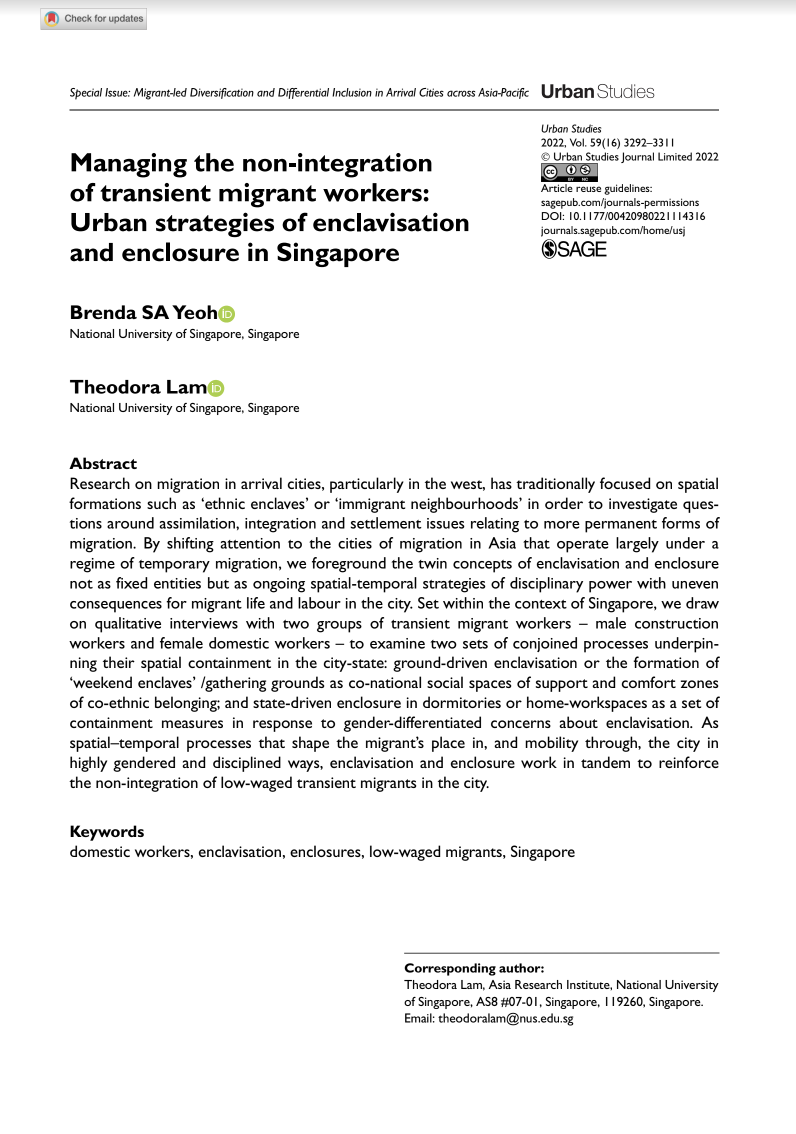 Check for updates
Special Issue: Migrant-led Diversification and Differential Inclusion in Arrival Cities across Asia-Pacific
Urban Studies
Managing the non-integration
of transient migrant workers:
Urban strategies of enclavisation
and enclosure in Singapore
Urban Studies
2022, Vol. 59(16) 3292–3311
© Urban Studies Journal Limited 2022
cc BY NC
Article reuse guidelines:
sagepub.com/journals-permissions
DOI: 10.1177/00420980221114316
journals.sagepub.com/home/usj
SAGE
Brenda SA Yeoh iD
National University of Singapore, Singapore
Theodora Lam iD
National University of Singapore, Singapore
Abstract
Research on migration in arrival cities, particularly in the west, has traditionally focused on spatial
formations such as ‘ethnic enclaves’ or ‘immigrant neighbourhoods’ in order to investigate ques-
tions around assimilation, integration and settlement issues relating to more permanent forms of
migration. By shifting attention to the cities of migration in Asia that operate largely under a
regime of temporary migration, we foreground the twin concepts of enclavisation and enclosure
not as fixed entities but as ongoing spatial-temporal strategies of disciplinary power with uneven
consequences for migrant life and labour in the city. Set within the context of Singapore, we draw
on qualitative interviews with two groups of transient migrant workers – male construction
workers and female domestic workers – to examine two sets of conjoined processes underpin-
ning their spatial containment in the city-state: ground-driven enclavisation or the formation of
‘weekend enclaves’ /gathering grounds as co-national social spaces of support and comfort zones
of co-ethnic belonging; and state-driven enclosure in dormitories or home-workspaces as a set of
containment measures in response to gender-differentiated concerns about enclavisation. As
spatial–temporal processes that shape the migrant’s place in, and mobility through, the city in
highly gendered and disciplined ways, enclavisation and enclosure work in tandem to reinforce
the non-integration of low-waged transient migrants in the city.
Keywords
domestic workers, enclavisation, enclosures, low-waged migrants, Singapore
Corresponding author:
Theodora Lam, Asia Research Institute, National University
of Singapore, AS8 #07-01, Singapore, 119260, Singapore.
Email: theodoralam@nus.edu.sg